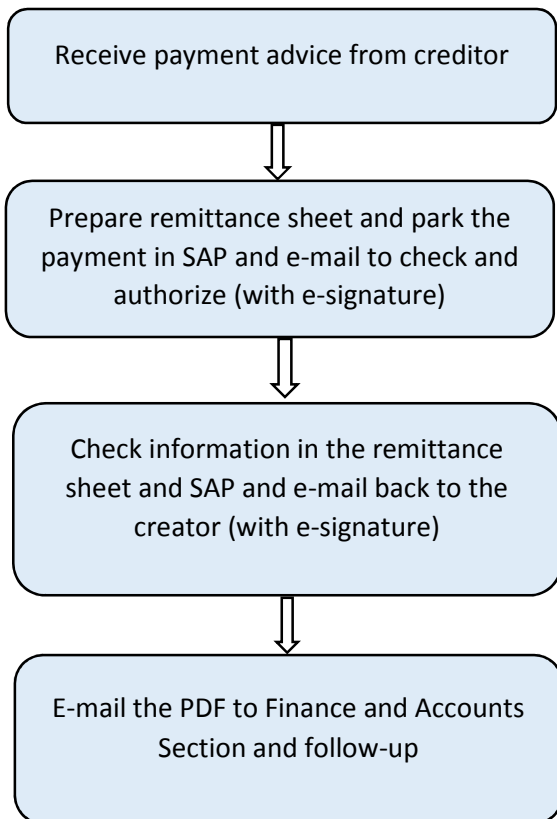 Receive payment advice from creditor
Prepare remittance sheet and park the
payment in SAP and e-mail to check and
authorize (with e-signature)
Check information in the remittance
sheet and SAP and e-mail back to the
creator (with e-signature)
E-mail the PDF to Finance and Accounts
Section and follow-up